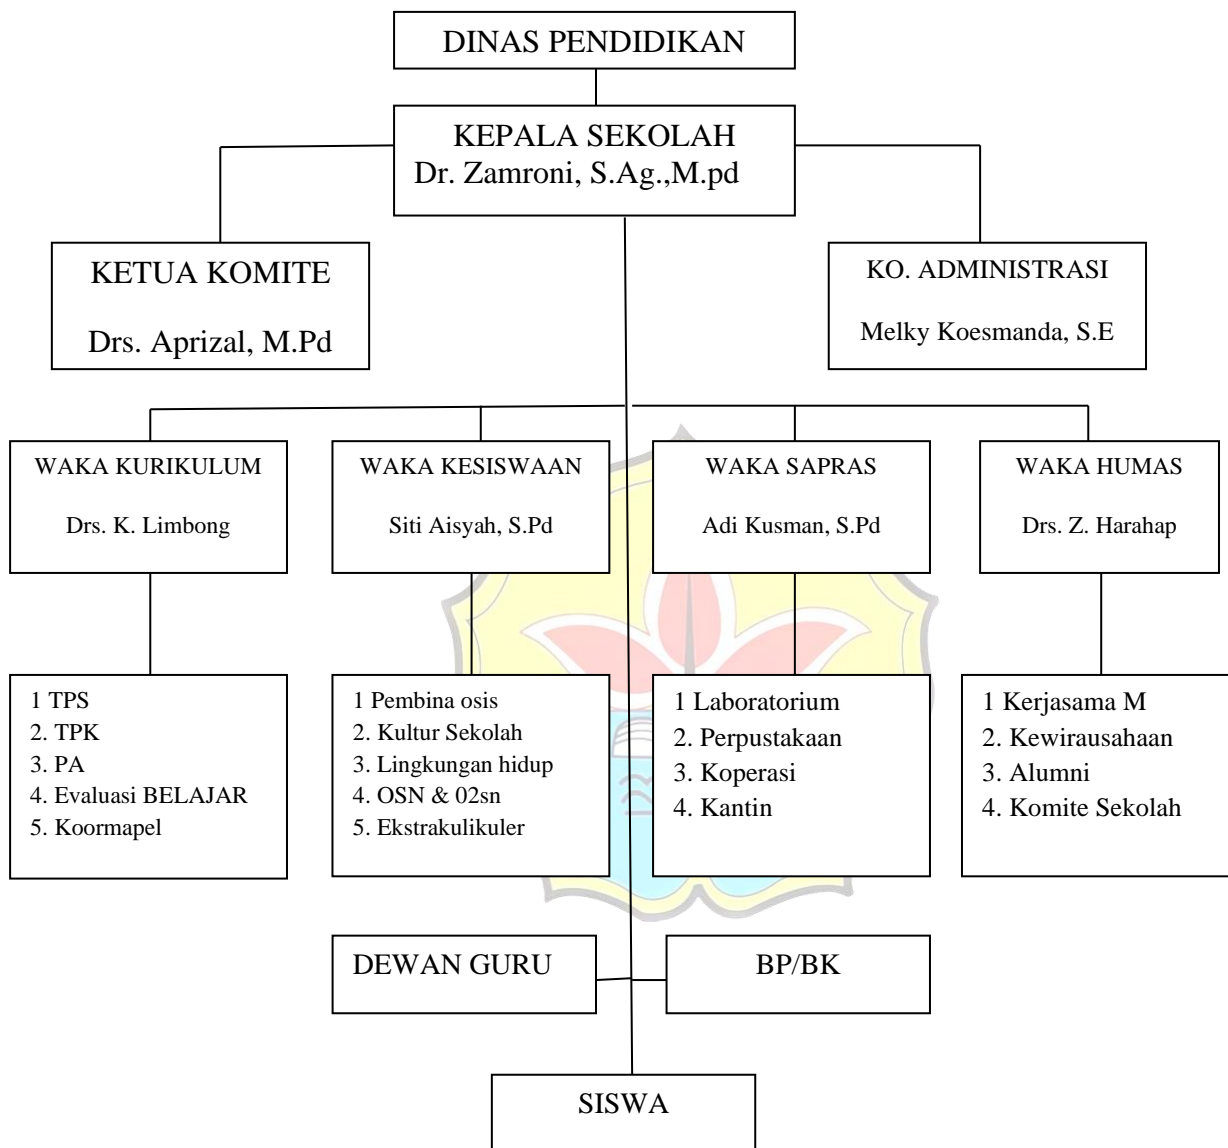 DINAS PENDIDIKAN
KEPALA SEKOLAH
Dr. Zamroni, S.Ag.,M.pd
KETUA KOMITE
Drs. Aprizal, M.Pd
KO. ADMINISTRASI
Melky Koesmanda, S.E
WAKA KURIKULUM
Drs. K. Limbong
WAKA KESISWAAN
Siti Aisyah, S.Pd
WAKA SAPRAS
Adi Kusman, S.Pd
WAKA HUMAS
Drs. Z. Harahap
1 TPS
2. TPK
3. PA
4. Evaluasi BELAJAR
5. Koormapel
1 Pembina osis
2. Kultur Sekolah
3. Lingkungan hidup
4. OSN & 02sn
5. Ekstrakulikuler
1 Laboratorium
2. Perpustakaan
3. Koperasi
4. Kantin
1 Kerjasama M
2. Kewirausahaan
3. Alumni
4. Komite Sekolah
DEWAN GURU
BP/BK
SISWA